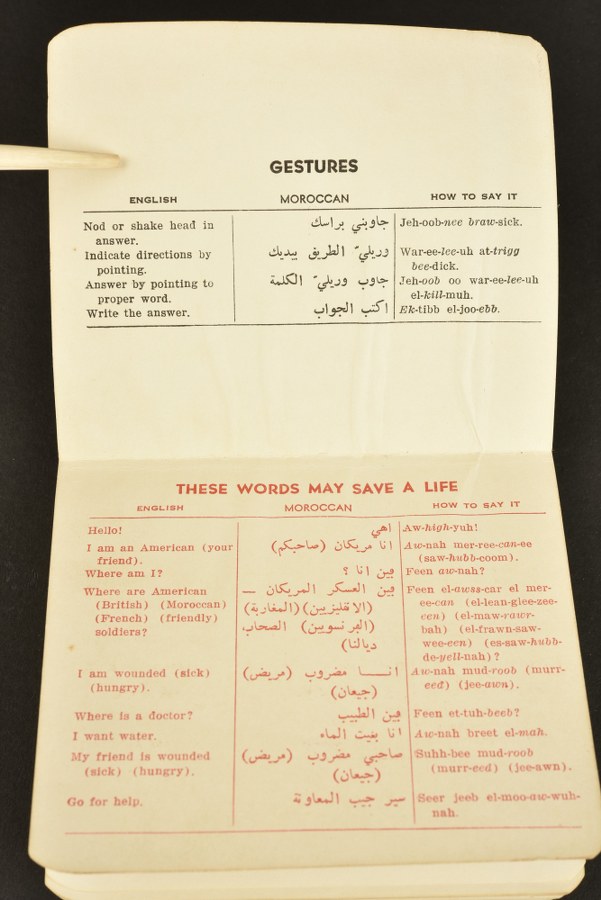 GESTURES
ENGLISH MOROCCAN HOW TO SAY IT
Nod or shake head in جاوبني براسك Jeh-oob-nee braw-sick.
answer.
Indicate directions by وريلي الطريق بيديك War-ee-lee-uh at-trigg
pointing. bee-dick.
Answer by pointing to جاوب وريلي الكلمة Jeh-oob oo war-ee-lee-uh
proper word. el-kill-muh.
Write the answer. اكتب الجواب Ek-tibb el-joo-ebb.
THESE WORDS MAY SAVE A LIFE
ENGLISH MOROCCAN HOW TO SAY IT
Hello! اهي Aw-high-yuh!
I am an American (your انا مريكان (صاحبكم) Aw-nah mer-ree-can-ee
friend). (saw-hubb-coom).
Where am I? فين انا ؟ Feen aw-nah?
Where are American فين العسكر المريكان — Feen el-awss-car el mer-
(British) (Moroccan) (الانقليزيين) (المغاربة) ee-can (el-lean-glee-zee-
(French) (friendly) (الفرنسويين) (الصحاب een) (el-maw-rawr-
soldiers? ديالنا) bah) (el-frawn-saw-
wee-een) (es-saw-hubb-
de-yell-nah)?
I am wounded (sick) انا مضروب (مريض) Aw-nah mud-roob (murr-
(hungry). (جيعان) eed) (jee-awn).
Where is a doctor? فين الطبيب Feen et-tuh-beeb?
I want water. انا بغيت الماء Aw-nah breet el-mah.
My friend is wounded صاحبي مضروب (مريض) Suhh-bee mud-roob
(sick) (hungry). (جيعان) (murr-eed) (jee-awn).
Go for help. سير جيب المعاونة Seer jeeb el-moo-aw-wuh-
nah.